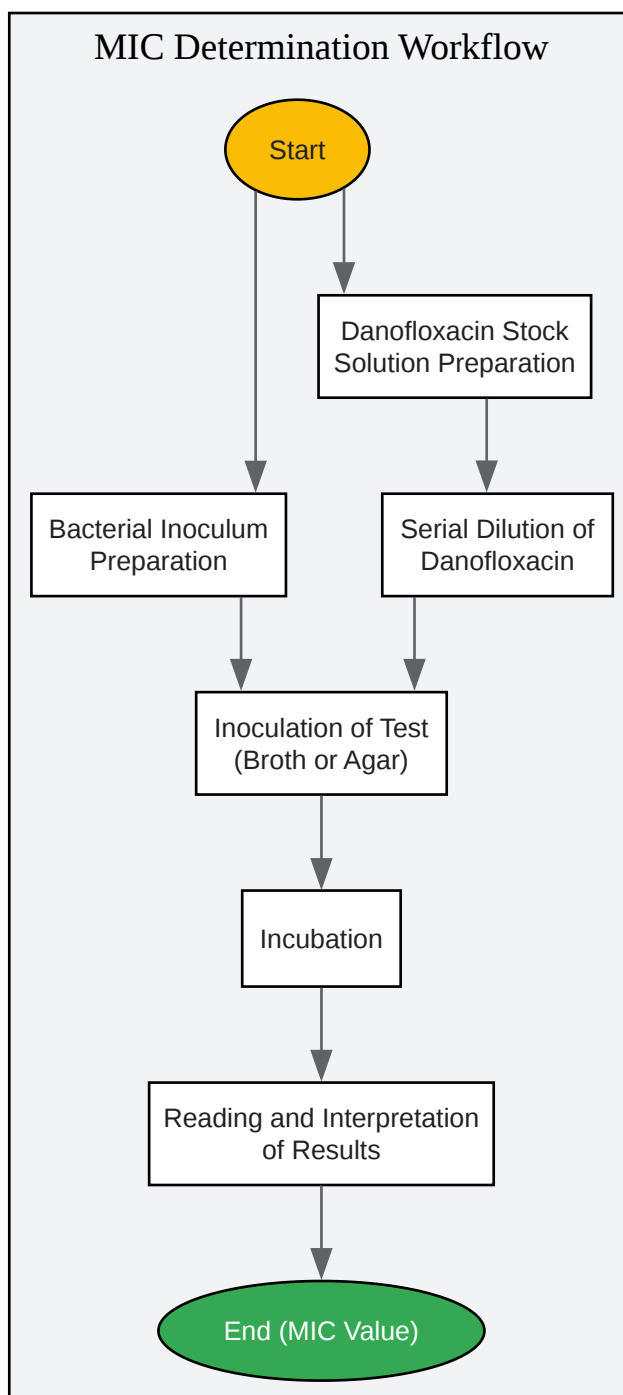 MIC Determination Workflow
Start
Danofloxacin Stock
Solution Preparation
Bacterial Inoculum
Preparation
Serial Dilution of
Danofloxacin
Inoculation of Test
(Broth or Agar)
Incubation
Reading and Interpretation
of Results
End (MIC Value)